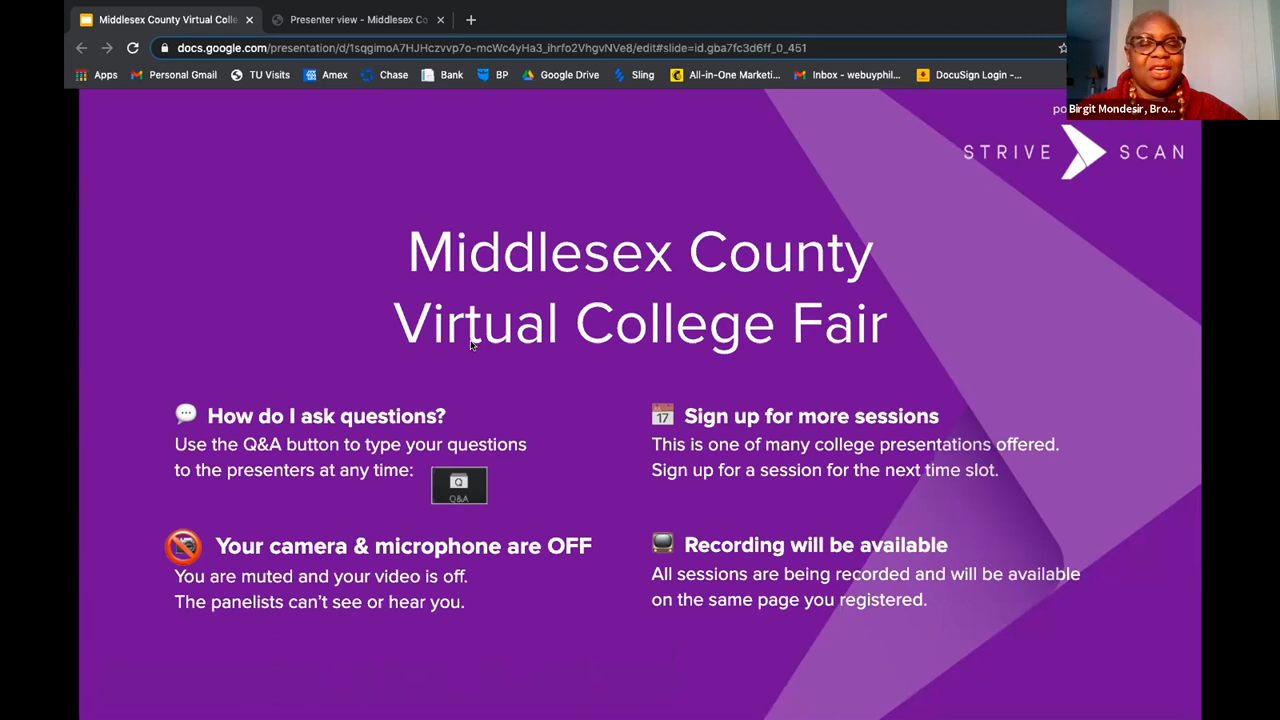 Middlesex County Virtual Colle
Presenter view - Middlesex Co
docs.google.com/presentation/d/1sqgimoA7HJHczvvp7o-mcWc4yHa3_ihrfo2VhgvNVe8/edit#slide=id.gba7fc3d6ff_0_451
Apps Personal Gmail TU Visits Amex Chase Bank BP Google Drive Sling All-in-One Marketi... Inbox - webuyphil... DocuSign Login -...
Birgit Mondesir, Bro...
STRIVE SCAN
Middlesex County
Virtual College Fair
How do I ask questions?
Use the Q&A button to type your questions
to the presenters at any time:
Q
Q&A
17 Sign up for more sessions
This is one of many college presentations offered.
Sign up for a session for the next time slot.
Your camera & microphone are OFF
You are muted and your video is off.
The panelists can't see or hear you.
Recording will be available
All sessions are being recorded and will be available
on the same page you registered.